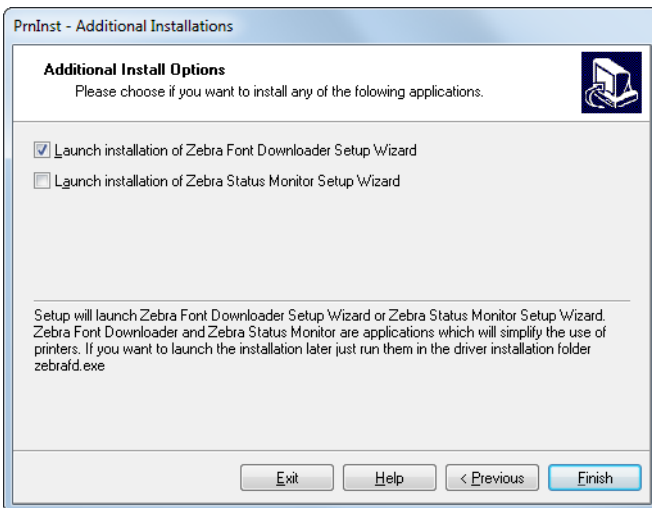 PrnInst - Additional Installations
Additional Install Options
Please choose if you want to install any of the folowing applications.
Launch installation of Zebra Font Downloader Setup Wizard
Launch installation of Zebra Status Monitor Setup Wizard
Setup will launch Zebra Font Downloader Setup Wizard or Zebra Status Monitor Setup Wizard.
Zebra Font Downloader and Zebra Status Monitor are applications which will simplify the use of
printers. If you want to launch the installation later just run them in the driver installation folder
zebrafd.exe
Exit Help < Previous Finish